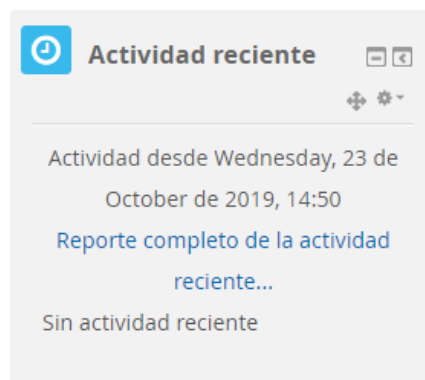 Actividad reciente
Actividad desde Wednesday, 23 de
October de 2019, 14:50
Reporte completo de la actividad
reciente...
Sin actividad reciente